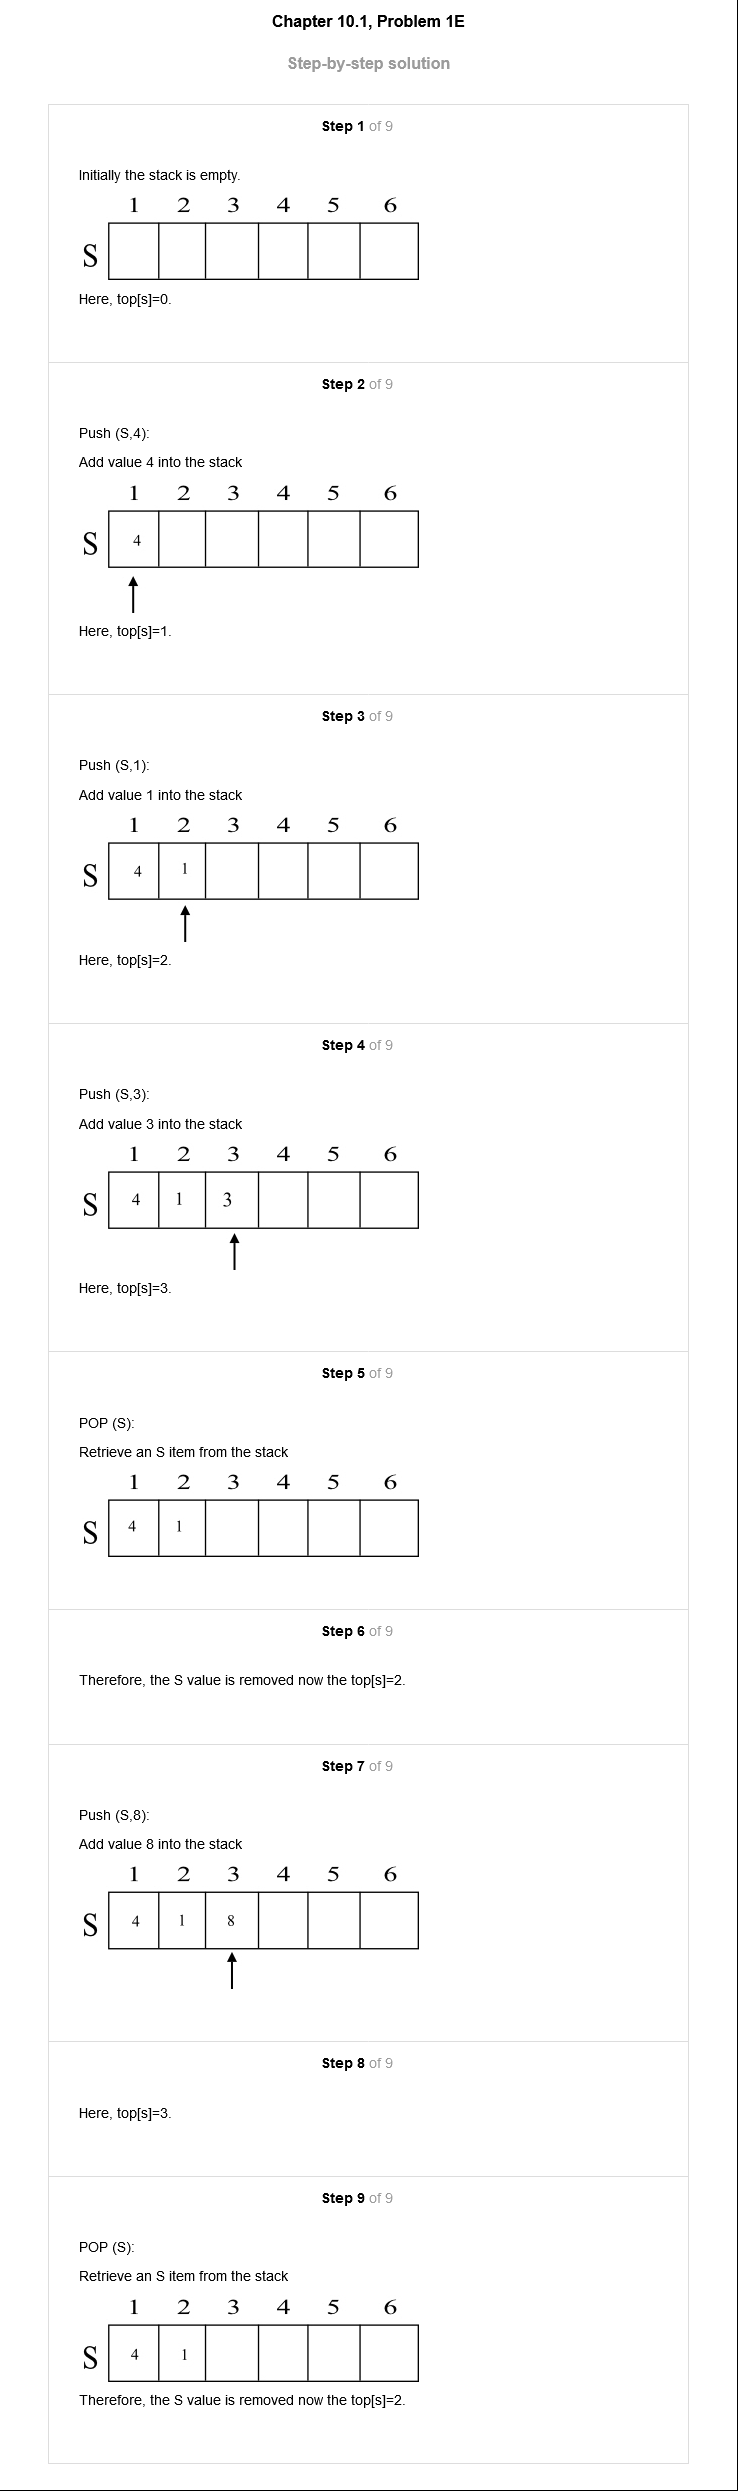 Chapter 10.1, Problem 1E
Step-by-step solution
Step 1 of 9
Initially the stack is empty.
1 2 3 4 5 6
S
Here, top[s]=0.
Step 2 of 9
Push (S,4):
Add value 4 into the stack
1 2 3 4 5 6
S 4
Here, top[s]=1.
Step 3 of 9
Push (S,1):
Add value 1 into the stack
1 2 3 4 5 6
S 4 1
Here, top[s]=2.
Step 4 of 9
Push (S,3):
Add value 3 into the stack
1 2 3 4 5 6
S 4 1 3
Here, top[s]=3.
Step 5 of 9
POP (S):
Retrieve an S item from the stack
1 2 3 4 5 6
S 4 1
Step 6 of 9
Therefore, the S value is removed now the top[s]=2.
Step 7 of 9
Push (S,8):
Add value 8 into the stack
1 2 3 4 5 6
S 4 1 8
Step 8 of 9
Here, top[s]=3.
Step 9 of 9
POP (S):
Retrieve an S item from the stack
1 2 3 4 5 6
S 4 1
Therefore, the S value is removed now the top[s]=2.